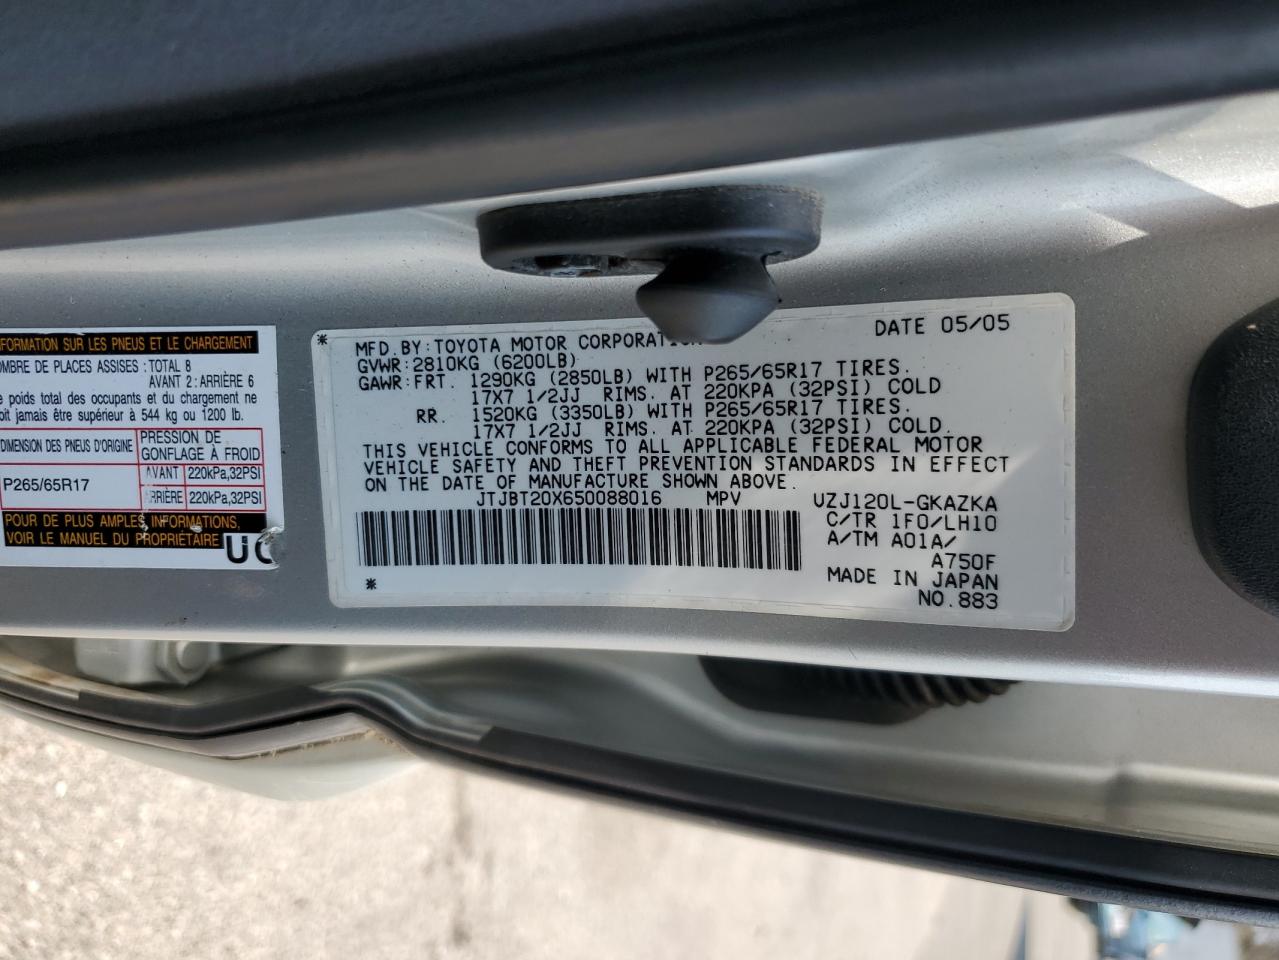 NFORMATION SUR LES PNEUS ET LE CHARGEMENT
OMBRE DE PLACES ASSISES: TOTAL 8
AVANT 2: ARRIÈRE 6
e poids total des occupants et du chargement ne
oit jamais être supérieur à 544 kg ou 1200 lb.
DIMENSION DES PNEUS D'ORIGINE
PRESSION DE
GONFLAGE À FROID
P265/65R17
AVANT 220kPa,32PSI
RRIÈRE 220kPa,32PSI
POUR DE PLUS AMPLES INFORMATIONS,
VOIR LE MANUEL DU PROPRIÉTAIRE
*
MFD.BY:TOYOTA MOTOR CORPORATION DATE 05/05
GVWR:2810KG (6200LB)
GAWR:FRT. 1290KG (2850LB) WITH P265/65R17 TIRES.
17X7 1/2JJ RIMS. AT 220KPA (32PSI) COLD
RR. 1520KG (3350LB) WITH P265/65R17 TIRES.
17X7 1/2JJ RIMS. AT 220KPA (32PSI) COLD.
THIS VEHICLE CONFORMS TO ALL APPLICABLE FEDERAL MOTOR
VEHICLE SAFETY AND THEFT PREVENTION STANDARDS IN EFFECT
ON THE DATE OF MANUFACTURE SHOWN ABOVE.
JTJBT20X650088016 MPV UZJ120L-GKAZKA
C/TR 1F0/LH10
A/TM A01A/
A750F
MADE IN JAPAN
* NO.883